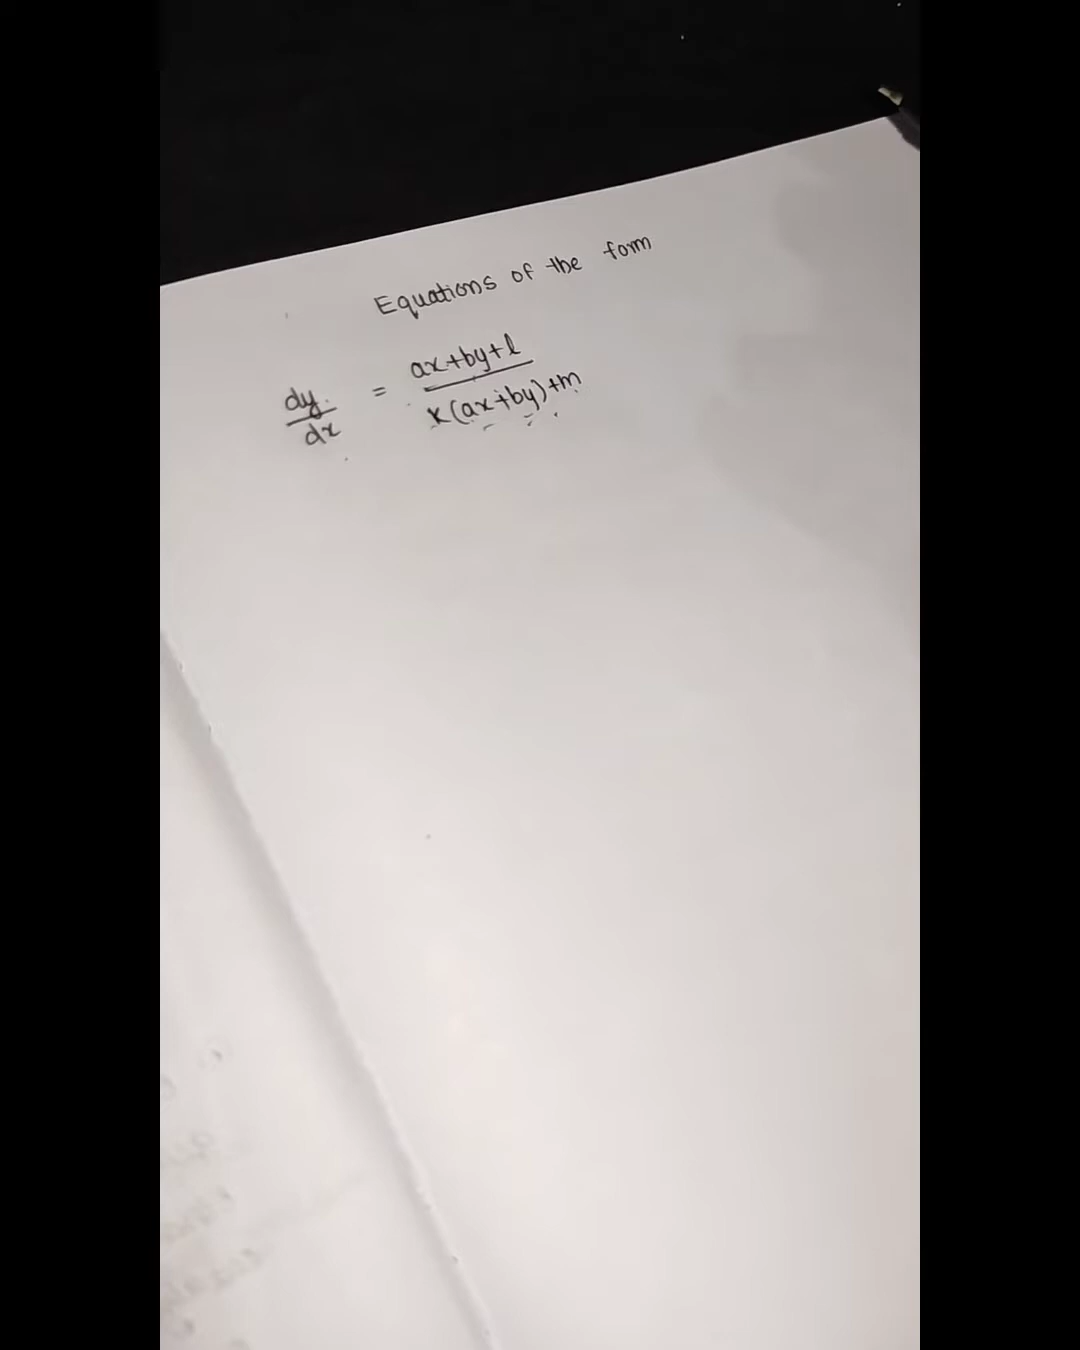 Equations of the form
dy/dx = ax+by+l / k(ax+by)+m